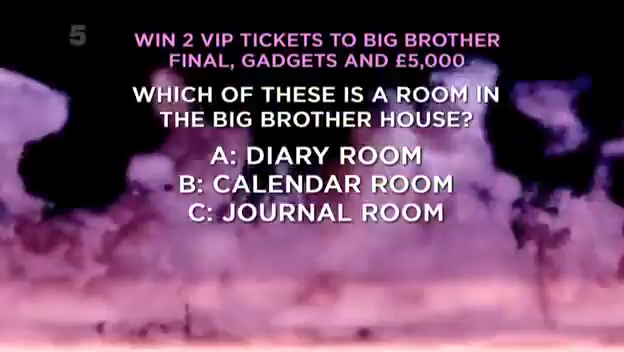 5
WIN 2 VIP TICKETS TO BIG BROTHER
FINAL, GADGETS AND £5,000
WHICH OF THESE IS A ROOM IN
THE BIG BROTHER HOUSE?
A: DIARY ROOM
B: CALENDAR ROOM
C: JOURNAL ROOM